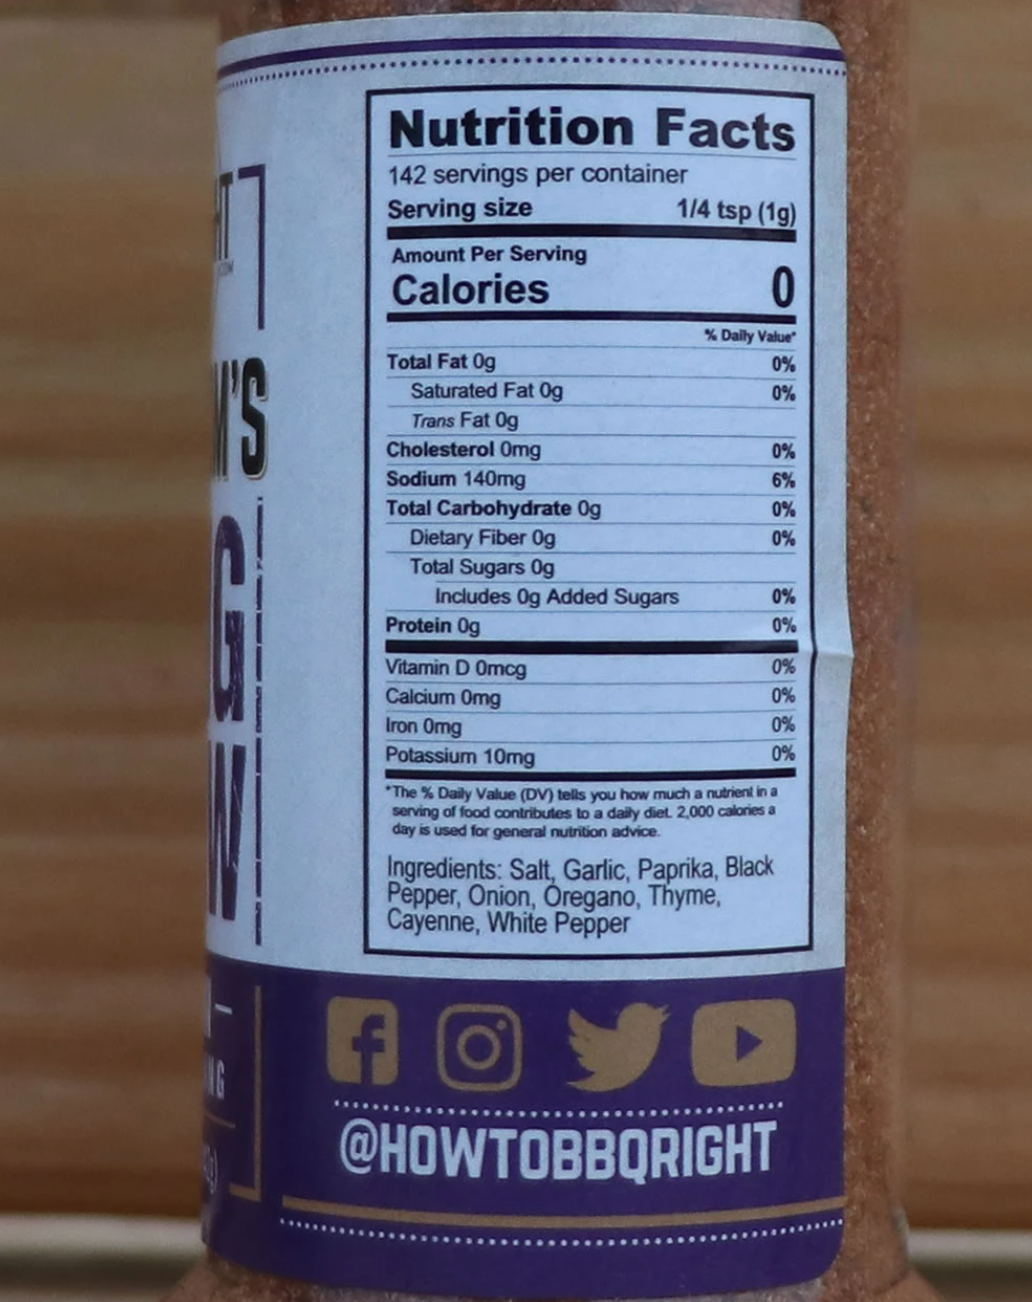 Nutrition Facts
142 servings per container
Serving size 1/4 tsp (1g)
Amount Per Serving
Calories 0
% Daily Value*
Total Fat 0g 0%
Saturated Fat 0g 0%
Trans Fat 0g
Cholesterol 0mg 0%
Sodium 140mg 6%
Total Carbohydrate 0g 0%
Dietary Fiber 0g 0%
Total Sugars 0g
Includes 0g Added Sugars 0%
Protein 0g 0%
Vitamin D 0mcg 0%
Calcium 0mg 0%
Iron 0mg 0%
Potassium 10mg 0%
*The % Daily Value (DV) tells you how much a nutrient in a
serving of food contributes to a daily diet. 2,000 calories a
day is used for general nutrition advice.
Ingredients: Salt, Garlic, Paprika, Black
Pepper, Onion, Oregano, Thyme,
Cayenne, White Pepper
@HOWTOBBQRIGHT